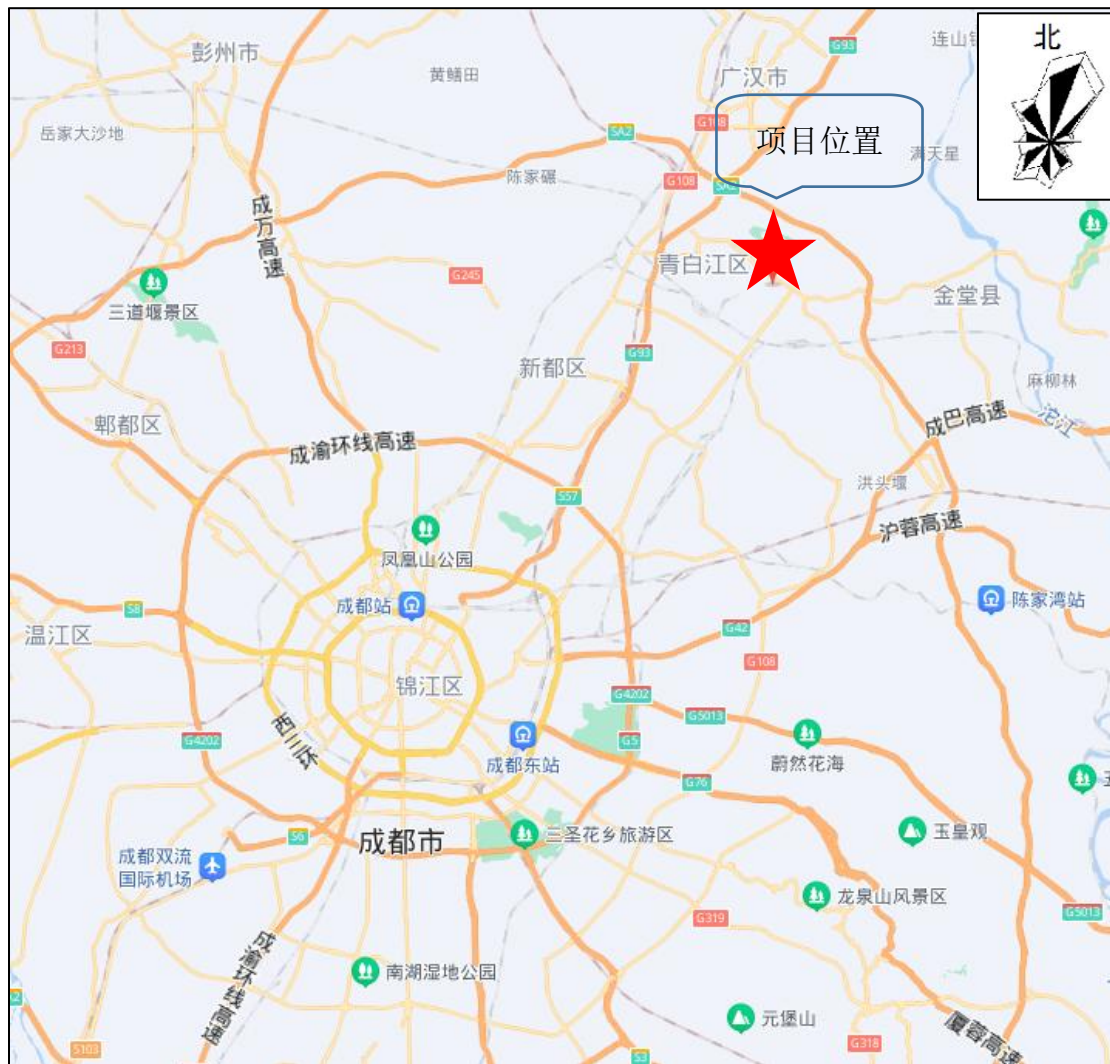 彭州市
G93
连山镇
北
黄鳝田
广汉市
岳家大沙地
SA2
G108
项目位置
满天星
陈家碾
G108
SA2
成万高速
青白江区
G245
金堂县
三道堰景区
G213
新都区
G93
麻柳林
郫都区
沱江
成渝环线高速
成巴高速
洪头堰
S57
沪蓉高速
凤凰山公园
成都站
陈家湾站
S8
温江区
G42
G108
锦江区
G4202
G5013
西三环
G4202
成都东站
G5
蔚然花海
G76
五
S6
成都市
三圣花乡旅游区
玉皇观
成都双流
国际机场
龙泉山风景区
G319
G5013
成渝环线高速
南湖湿地公园
元堡山
厦蓉高速
S103
S3
G318